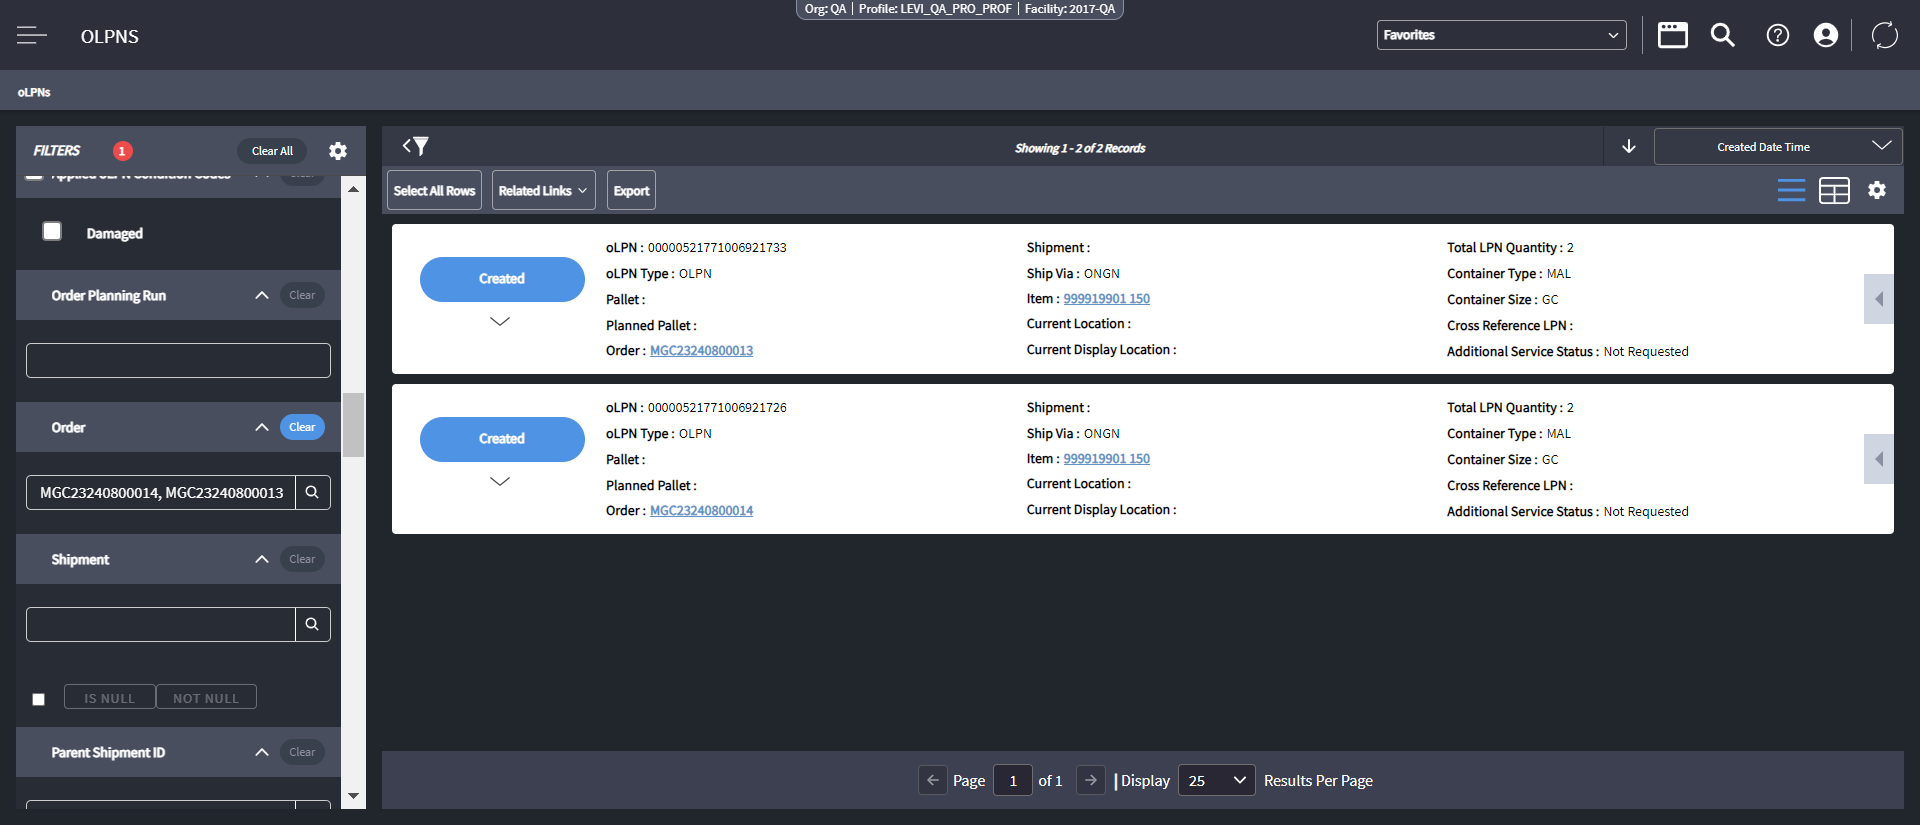 Org: QA | Profile: LEVI_QA_PRO_PROF | Facility: 2017-QA
OLPNS
Favorites
oLPNs
FILTERS 1 Clear All
Showing 1 - 2 of 2 Records
Created Date Time
Select All Rows
Related Links
Export
Damaged
Order Planning Run Clear
Order Clear
MGC23240800014, MGC23240800013
Shipment Clear
IS NULL NOT NULL
Parent Shipment ID Clear
Created
oLPN : 00000521771006921733
oLPN Type : OLPN
Pallet :
Planned Pallet :
Order : MGC23240800013
Shipment :
Ship Via : ONGN
Item : 999919901 150
Current Location :
Current Display Location :
Total LPN Quantity : 2
Container Type : MAL
Container Size : GC
Cross Reference LPN :
Additional Service Status : Not Requested
Created
oLPN : 00000521771006921726
oLPN Type : OLPN
Pallet :
Planned Pallet :
Order : MGC23240800014
Shipment :
Ship Via : ONGN
Item : 999919901 150
Current Location :
Current Display Location :
Total LPN Quantity : 2
Container Type : MAL
Container Size : GC
Cross Reference LPN :
Additional Service Status : Not Requested
Page 1 of 1 | Display 25 Results Per Page